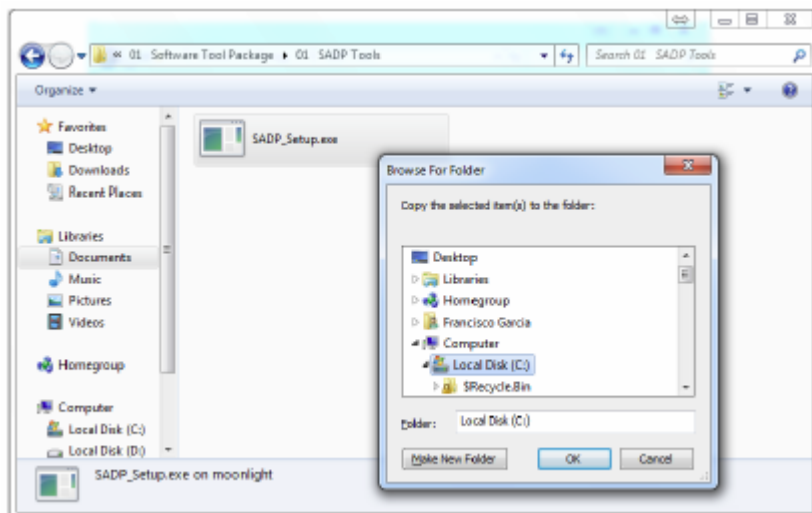 « 01 Software Tool Package ▸ 01 SADP Tools
Search 01 SADP Tools
Organize
Favorites
Desktop
Downloads
Recent Places
Libraries
Documents
Music
Pictures
Videos
Homegroup
Computer
Local Disk (C:)
Local Disk (D:)
SADP_Setup.exe
Browse For Folder
Copy the selected item(s) to the folder:
Desktop
Libraries
Homegroup
Francisco Garcia
Computer
Local Disk (C:)
$Recycle.Bin
Folder: Local Disk (C:)
Make New Folder OK Cancel
SADP_Setup.exe on moonlight